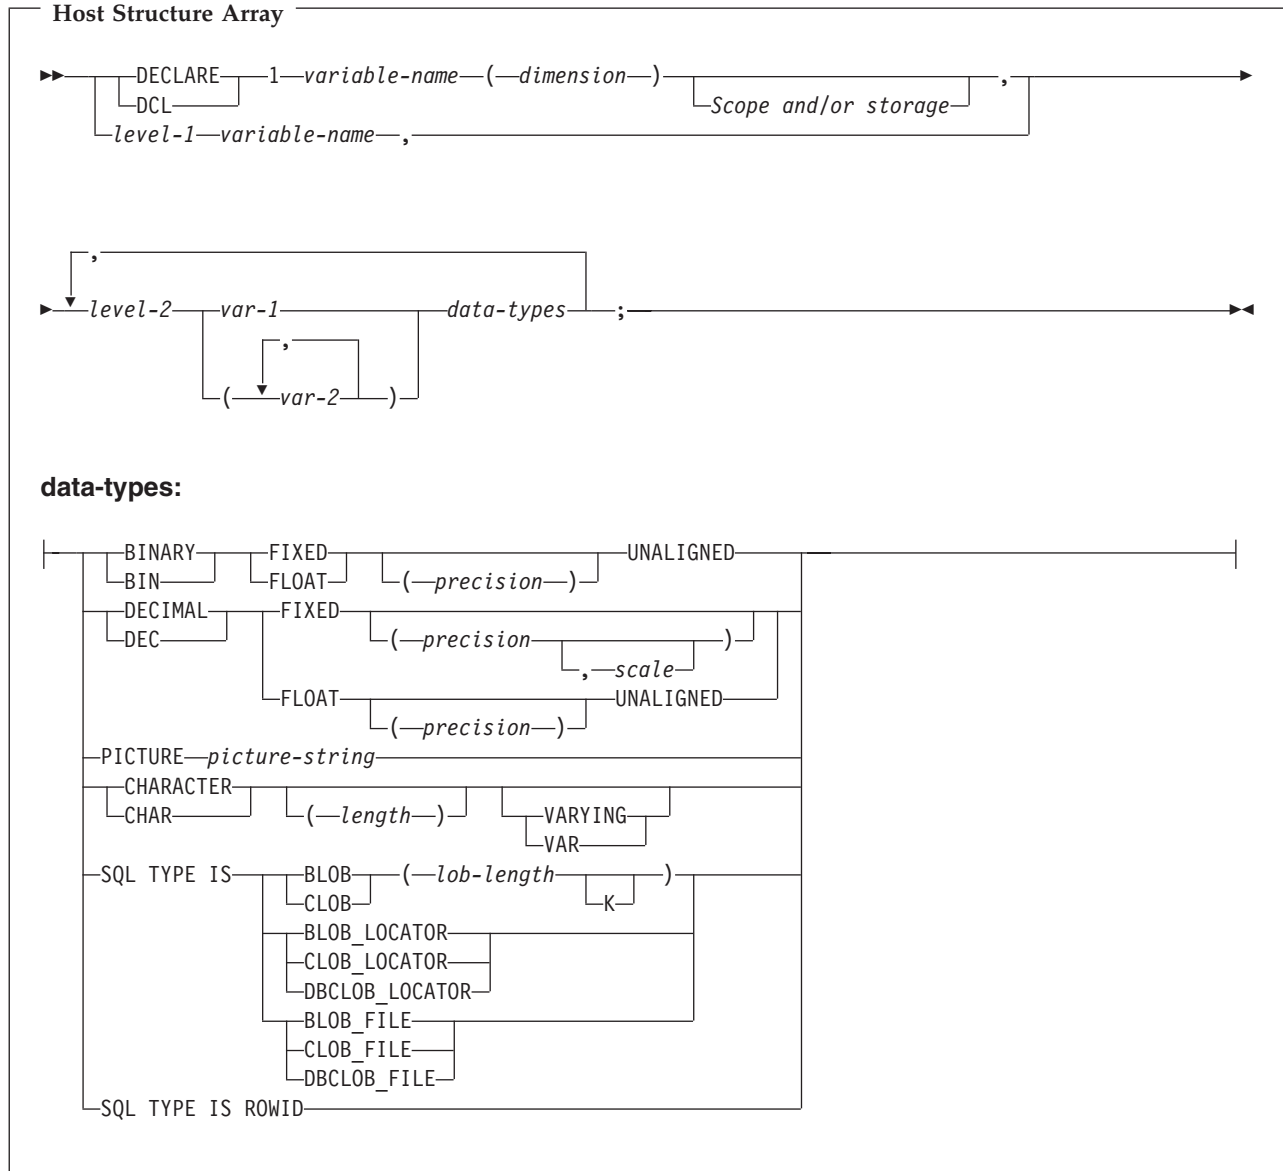 Host Structure Array
DECLARE 1 variable-name ( dimension ) ,
DCL Scope and/or storage
level-1 variable-name ,
,
level-2 var-1 data-types ;
,
( var-2 )
data-types:
BINARY FIXED UNALIGNED
BIN FLOAT ( precision )
DECIMAL FIXED
DEC ( precision )
, scale
FLOAT UNALIGNED
( precision )
PICTURE picture-string
CHARACTER
CHAR ( length ) VARYING
VAR
SQL TYPE IS BLOB ( lob-length )
CLOB K
BLOB_LOCATOR
CLOB_LOCATOR
DBCLOB_LOCATOR
BLOB_FILE
CLOB_FILE
DBCLOB_FILE
SQL TYPE IS ROWID